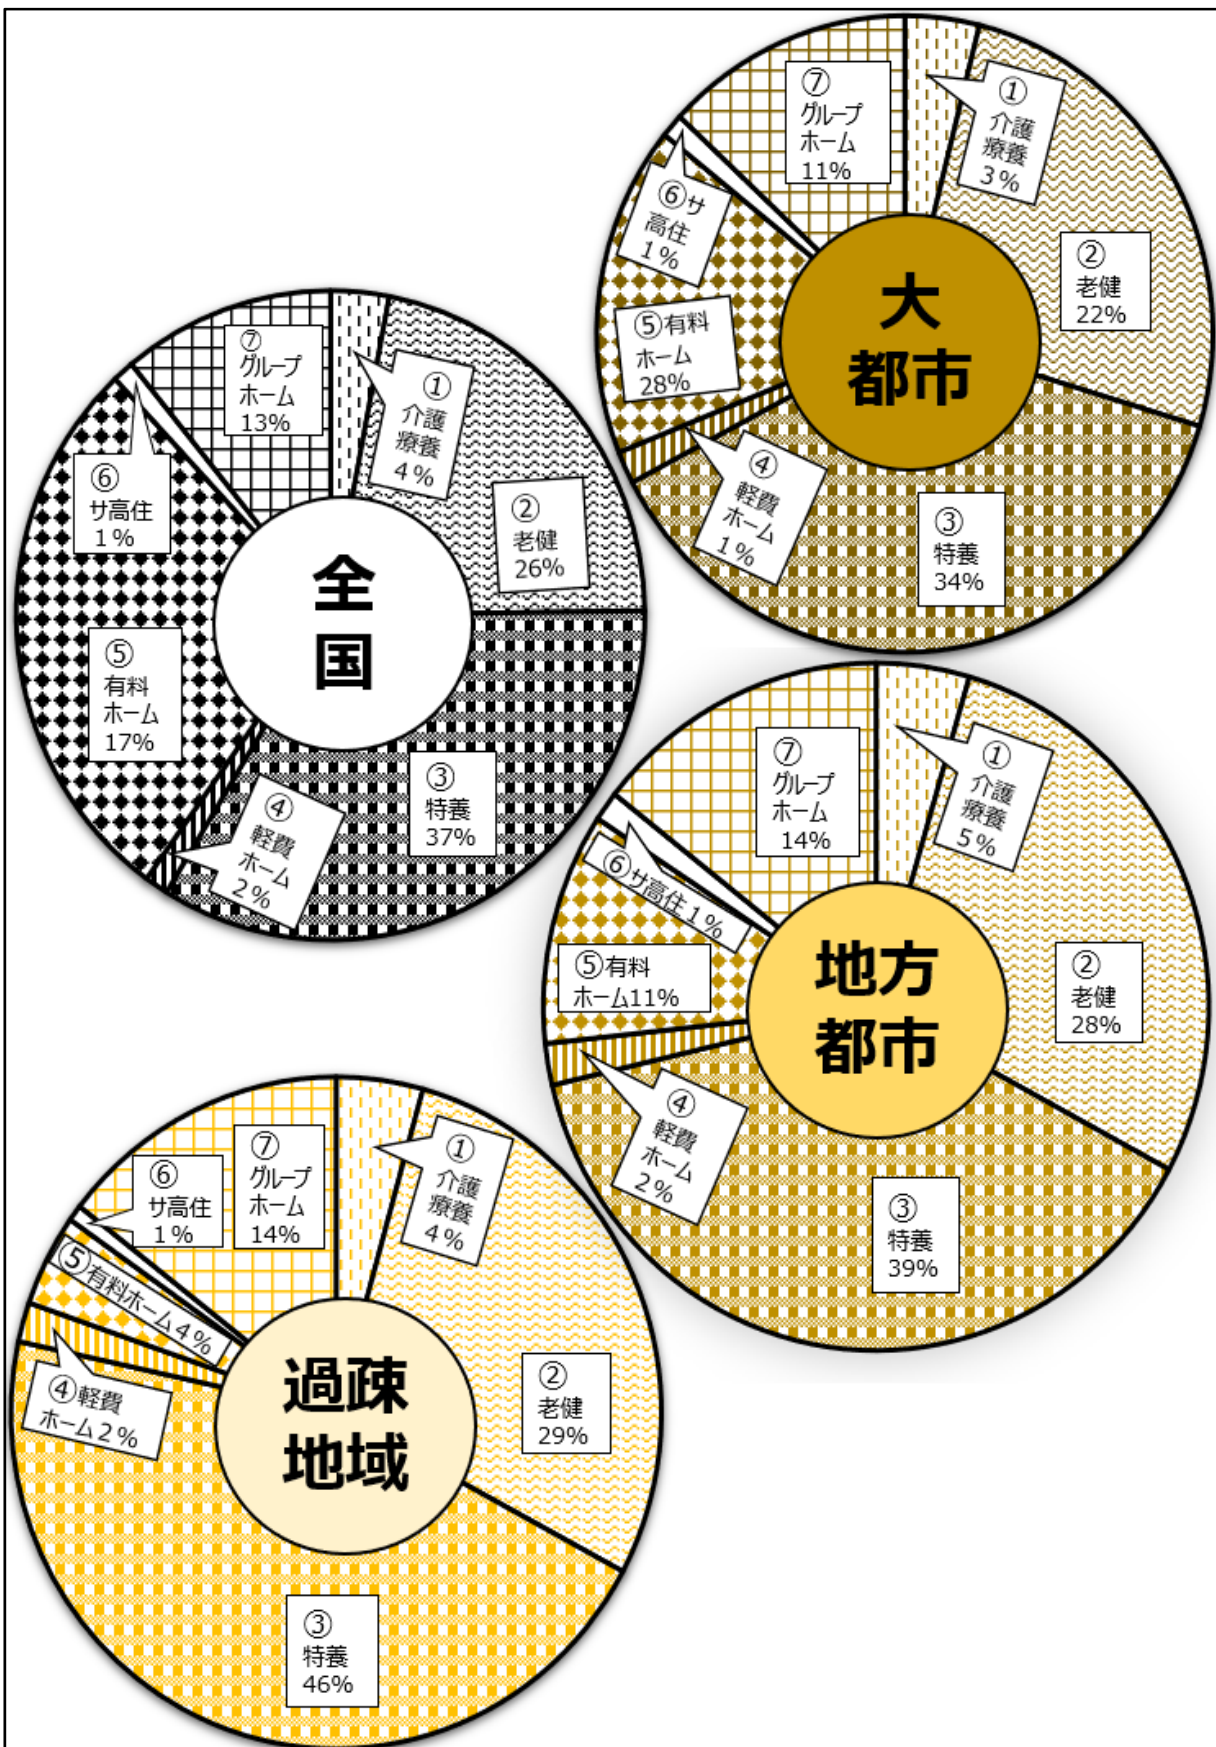 ⑦
グループ
ホーム
11%
①
介護
療養
3%
⑥サ
高住
1%
②
老健
22%
⑤有料
ホーム
28%
大
都市
④
軽費
ホーム
1%
③
特養
34%
⑦
グループ
ホーム
13%
①
介護
療養
4%
⑥
サ高住
1%
②
老健
26%
全
国
⑤
有料
ホーム
17%
④
軽費
ホーム
2%
③
特養
37%
⑦
グループ
ホーム
14%
①
介護
療養
5%
⑥サ高住1%
⑤有料
ホーム11%
地方
都市
②
老健
28%
④
軽費
ホーム
2%
③
特養
39%
⑦
グループ
ホーム
14%
①
介護
療養
4%
⑥
サ高住
1%
⑤有料ホーム4%
④軽費
ホーム2%
過疎
地域
②
老健
29%
③
特養
46%